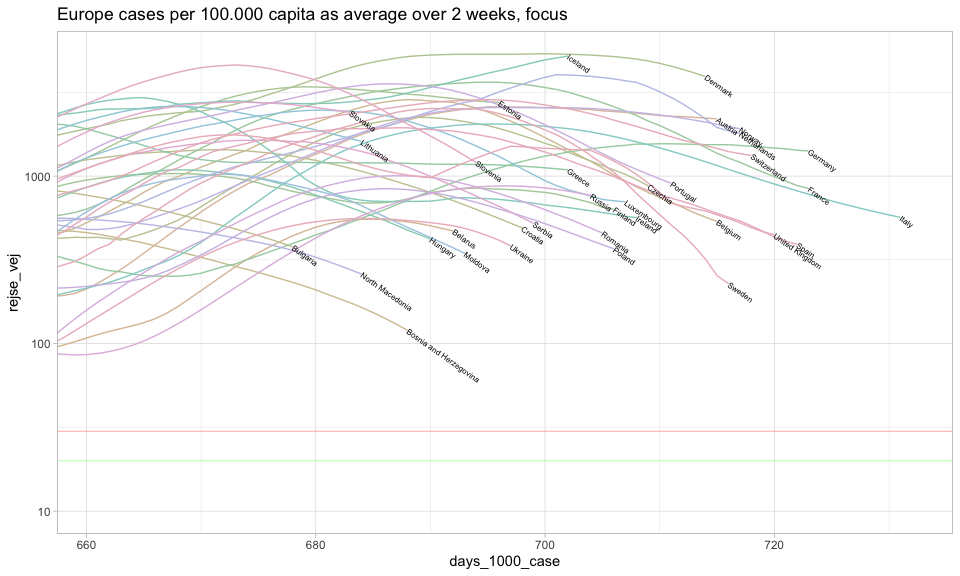 Europe cases per 100.000 capita as average over 2 weeks, focus
rejse_vej
1000
100
10
Iceland
Denmark
Estonia
Slovakia
Austria
Netherlands
Germany
Lithuania
Switzerland
Slovenia
Greece
Portugal
France
Czechia
Russia
Luxembourg
Finland
Ireland
Italy
Serbia
Croatia
Belgium
Belarus
Hungary
Romania
United Kingdom
Spain
Bulgaria
Moldova
Ukraine
Poland
North Macedonia
Sweden
Bosnia and Herzegovina
660
680
700
720
days_1000_case